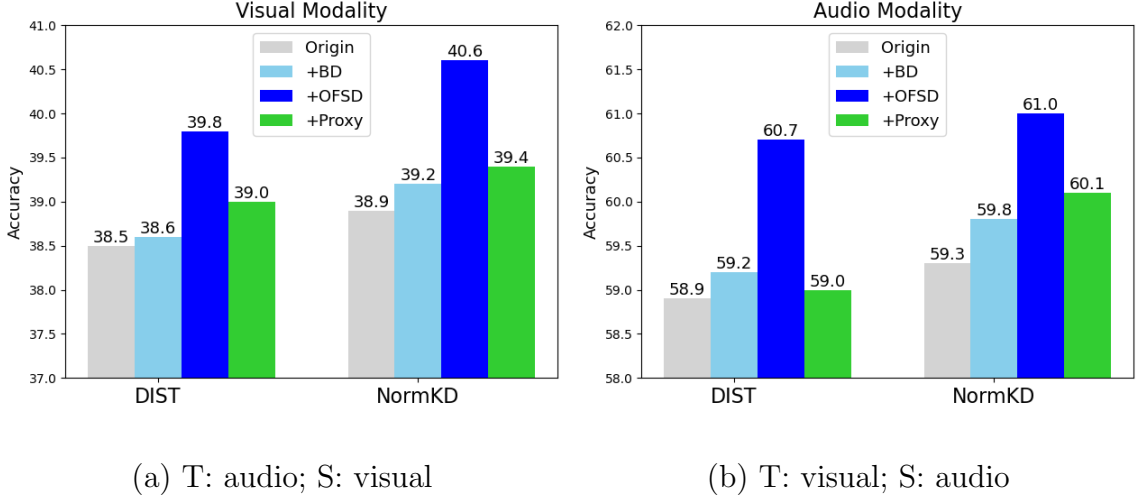 Visual Modality
41.0
40.5
40.0
39.5
39.0
38.5
38.0
37.5
37.0
Accuracy
Origin
+BD
+OFSD
+Proxy
38.5
38.6
39.8
39.0
38.9
39.2
40.6
39.4
DIST
NormKD
(a) T: audio; S: visual
Audio Modality
62.0
61.5
61.0
60.5
60.0
59.5
59.0
58.5
58.0
Accuracy
Origin
+BD
+OFSD
+Proxy
58.9
59.2
60.7
59.0
59.3
59.8
61.0
60.1
DIST
NormKD
(b) T: visual; S: audio